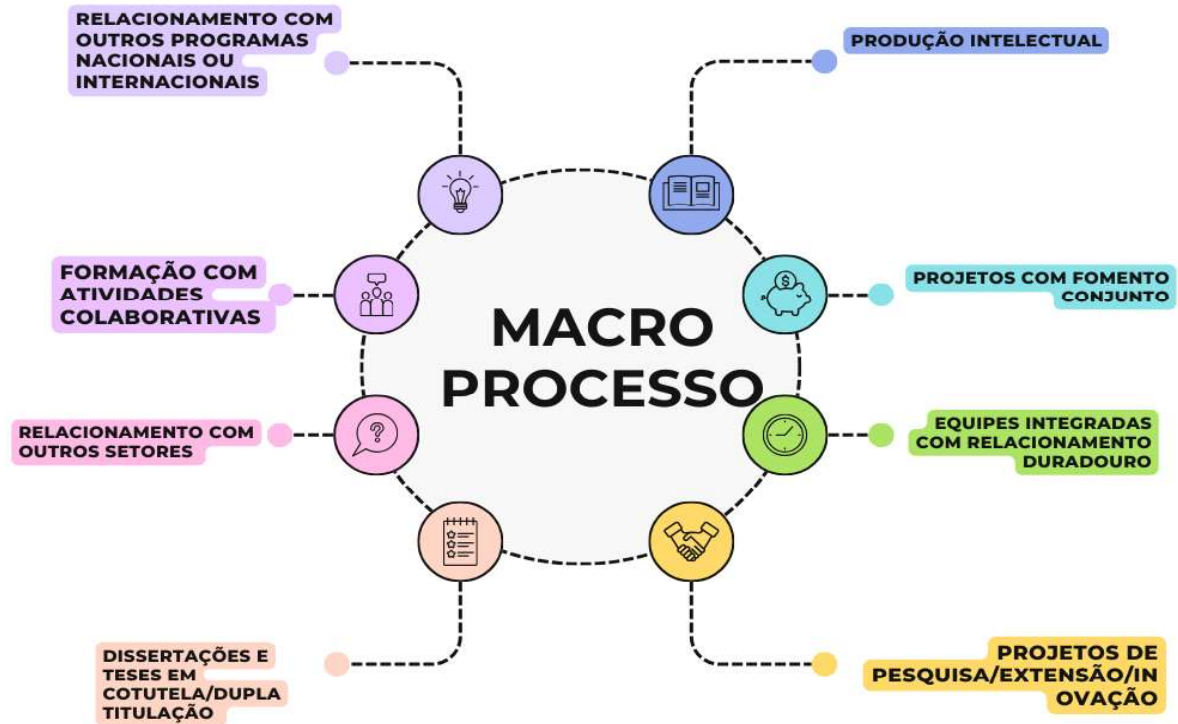 RELACIONAMENTO COM
OUTROS PROGRAMAS
NACIONAIS OU
INTERNACIONAIS
PRODUÇÃO INTELECTUAL
FORMAÇÃO COM
ATIVIDADES
COLABORATIVAS
PROJETOS COM FOMENTO
CONJUNTO
MACRO
PROCESSO
RELACIONAMENTO COM
OUTROS SETORES
EQUIPES INTEGRADAS
COM RELACIONAMENTO
DURADOURO
DISSERTAÇÕES E
TESES EM
COTUTELA/DUPLA
TITULAÇÃO
PROJETOS DE
PESQUISA/EXTENSÃO/IN
OVAÇÃO
$
?